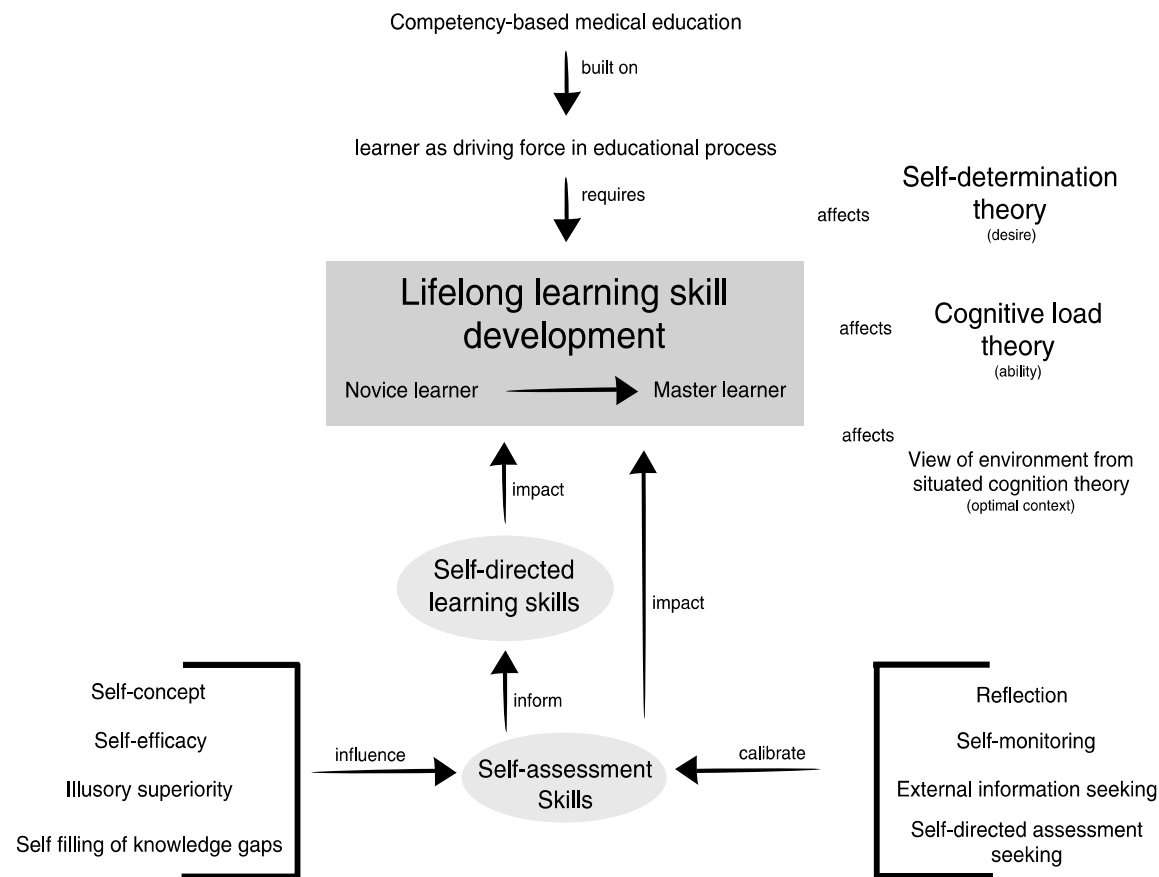 Competency-based medical education
built on
learner as driving force in educational process
requires
Self-determination
theory
(desire)
affects
Lifelong learning skill
development
Novice learner
Master learner
Cognitive load
theory
(ability)
affects
affects
View of environment from
situated cognition theory
(optimal context)
impact
Self-directed
learning skills
impact
inform
Self-concept
Self-efficacy
Illusory superiority
Self filling of knowledge gaps
influence
Self-assessment
Skills
calibrate
Reflection
Self-monitoring
External information seeking
Self-directed assessment
seeking